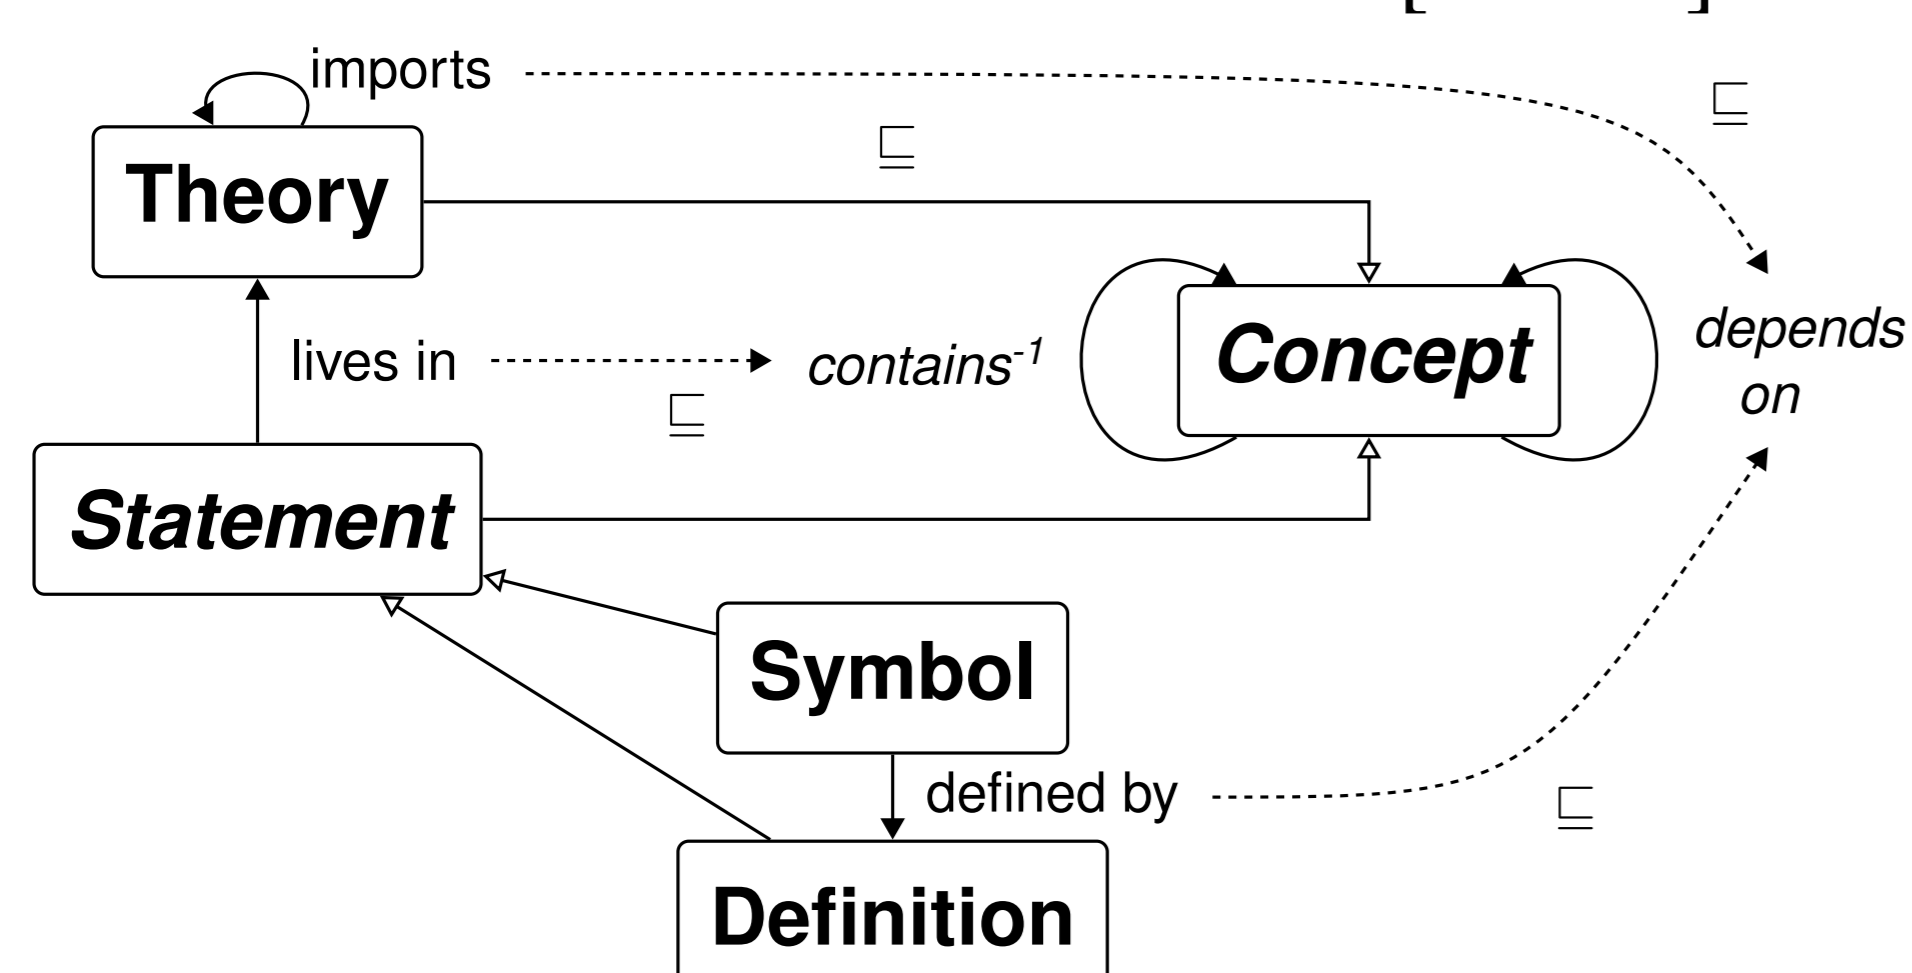 imports
⊑
⊑
Theory
lives in
contains⁻¹
Concept
depends
on
⊑
Statement
Symbol
defined by
⊑
Definition